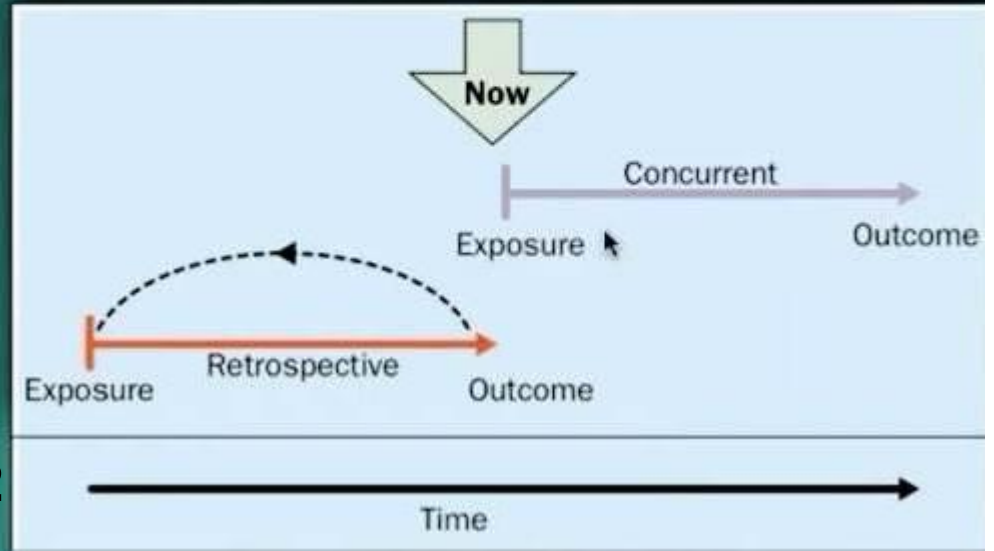 Now
Concurrent
Exposure
Outcome
Retrospective
Exposure
Outcome
Time